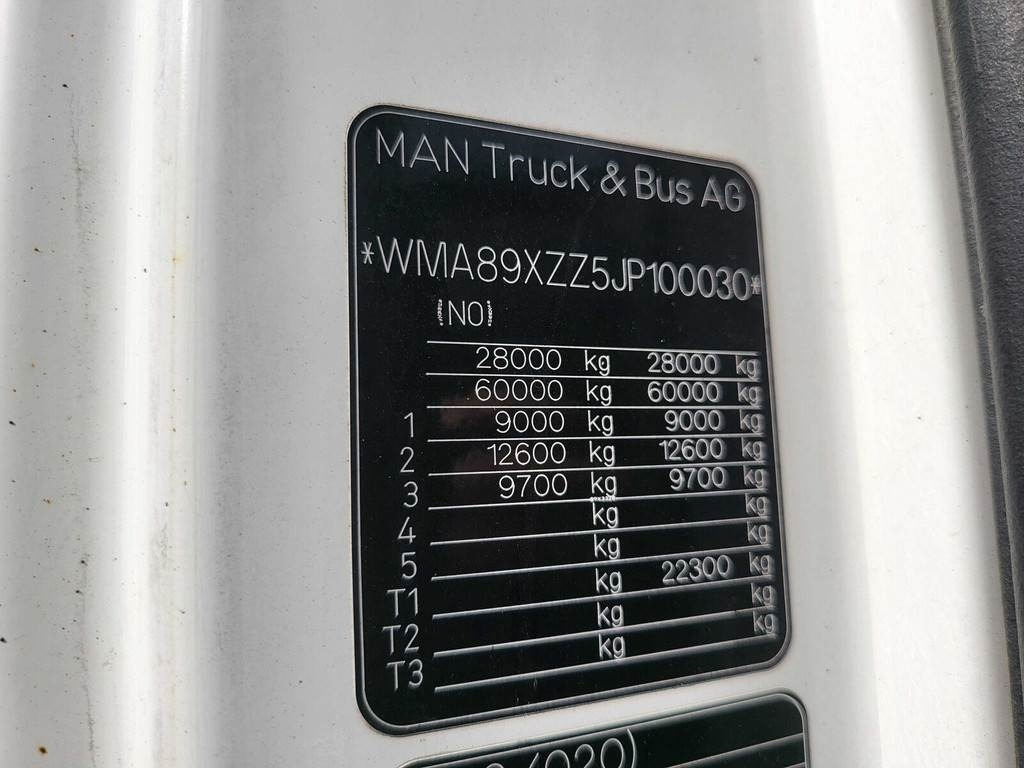 MAN Truck & Bus AG
*WMA89XZZ5JP100030*
NO
28000 kg 28000 kg
60000 kg 60000 kg
1 9000 kg 9000 kg
2 12600 kg 12600 kg
3 9700 kg 9700 kg
4 kg kg
5 kg kg
T1 kg 22300 kg
T2 kg kg
T3 kg kg
020)